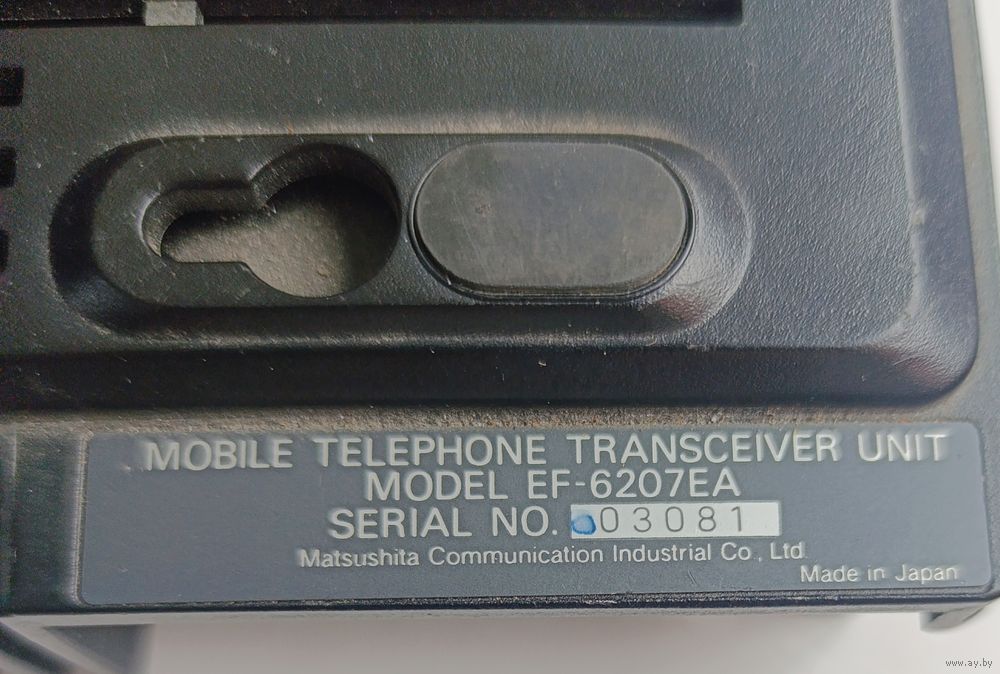 MOBILE TELEPHONE TRANSCEIVER UNIT
MODEL EF-6207EA
SERIAL NO. 03081
Matsushita Communication Industrial Co., Ltd.
Made in Japan
www.ay.by